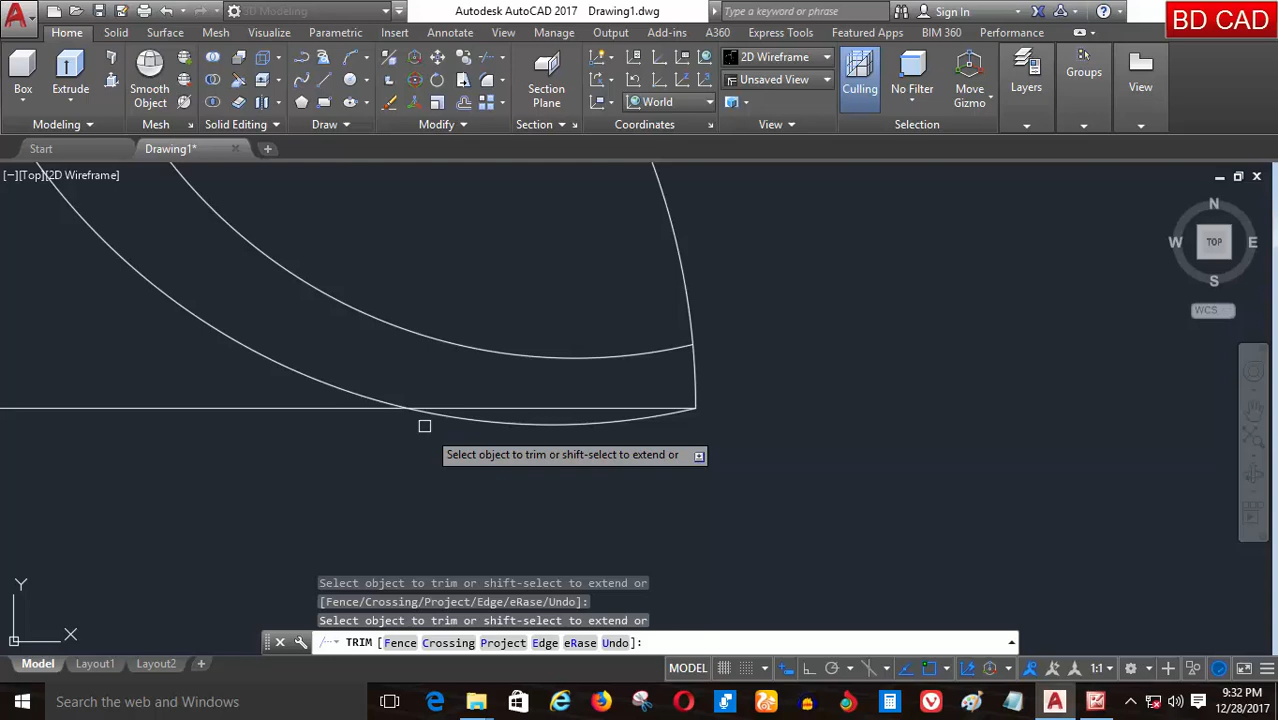 3D Modeling
Autodesk AutoCAD 2017 Drawing1.dwg
Type a keyword or phrase
Sign In
BD CAD
Home Solid Surface Mesh Visualize Parametric Insert Annotate View Manage Output Add-ins A360 Express Tools Featured Apps BIM 360 Performance
2D Wireframe
Unsaved View
World
Box Extrude Smooth Object Section Plane Culling No Filter Move Gizmo Layers Groups View
Modeling Mesh Solid Editing Draw Modify Section Coordinates View Selection
Start Drawing1*
[−][Top][2D Wireframe]
N
W TOP E
S
WCS
Select object to trim or shift-select to extend or
Y
X
Select object to trim or shift-select to extend or
[Fence/Crossing/Project/Edge/eRase/Undo]:
Select object to trim or shift-select to extend or
TRIM [Fence Crossing Project Edge eRase Undo]:
Model Layout1 Layout2
MODEL
1:1
Search the web and Windows
9:32 PM
12/28/2017